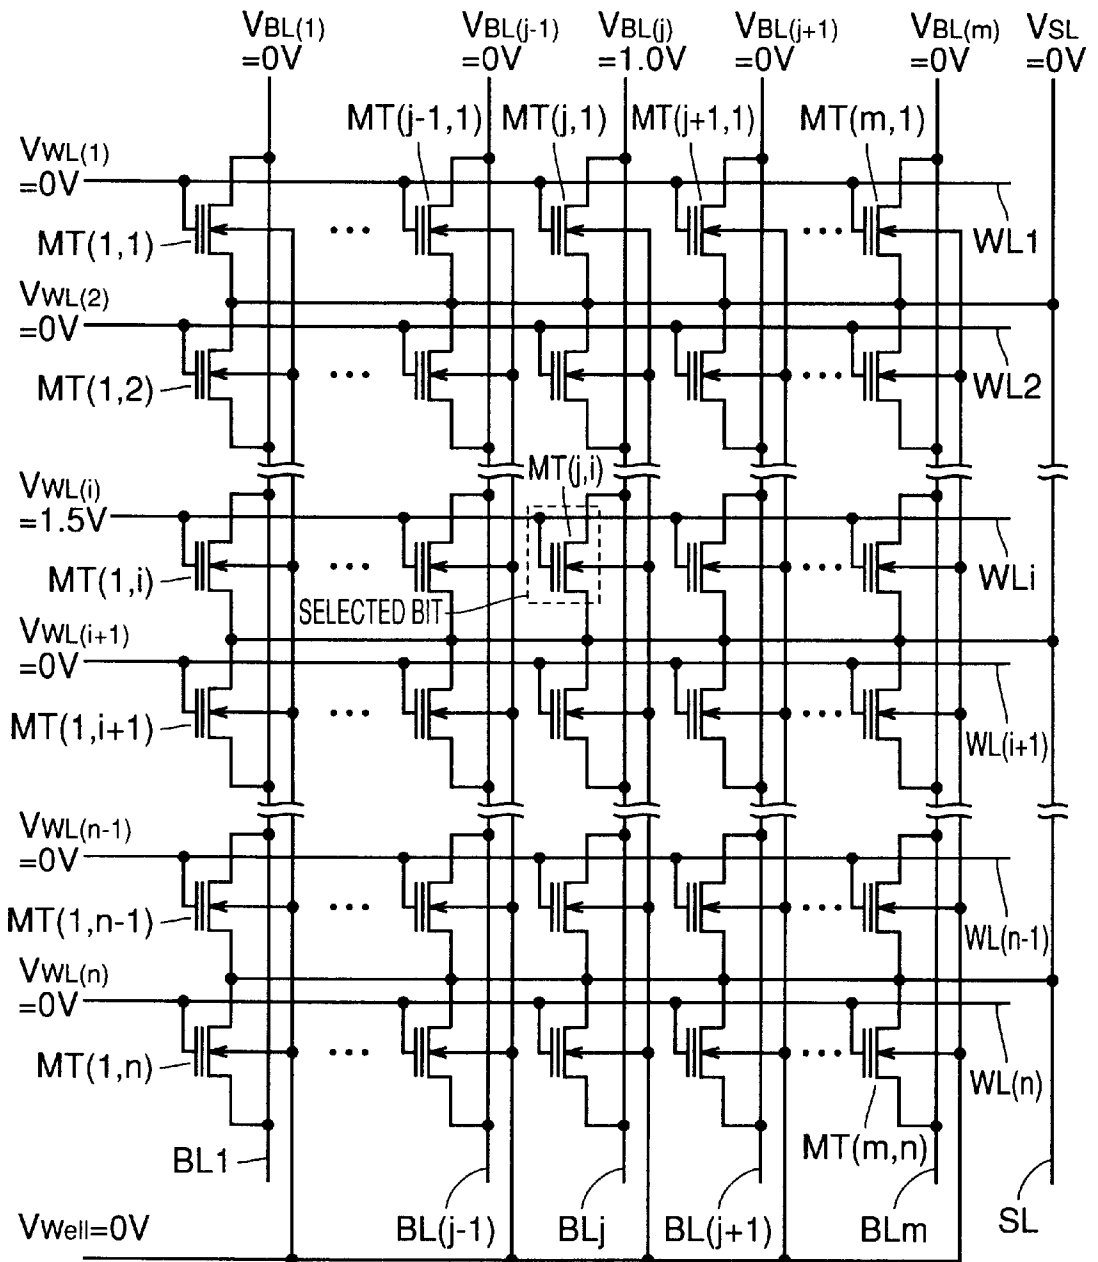 VBL(1) VBL(j-1) VBL(j) VBL(j+1) VBL(m) VSL
=0V =0V =1.0V =0V =0V =0V
MT(j-1,1) MT(j,1) MT(j+1,1) MT(m,1)
VWL(1)
=0V
MT(1,1) ... ... WL1
VWL(2)
=0V
MT(1,2) ... ... WL2
MT(j,i)
VWL(i)
=1.5V
MT(1,i) ... ... WLi
SELECTED BIT
VWL(i+1)
=0V
MT(1,i+1) ... ... WL(i+1)
VWL(n-1)
=0V
MT(1,n-1) ... ... WL(n-1)
VWL(n)
=0V
MT(1,n) ... ... WL(n)
MT(m,n)
BL1
BL(j-1) BLj BL(j+1) BLm SL
VWell=0V